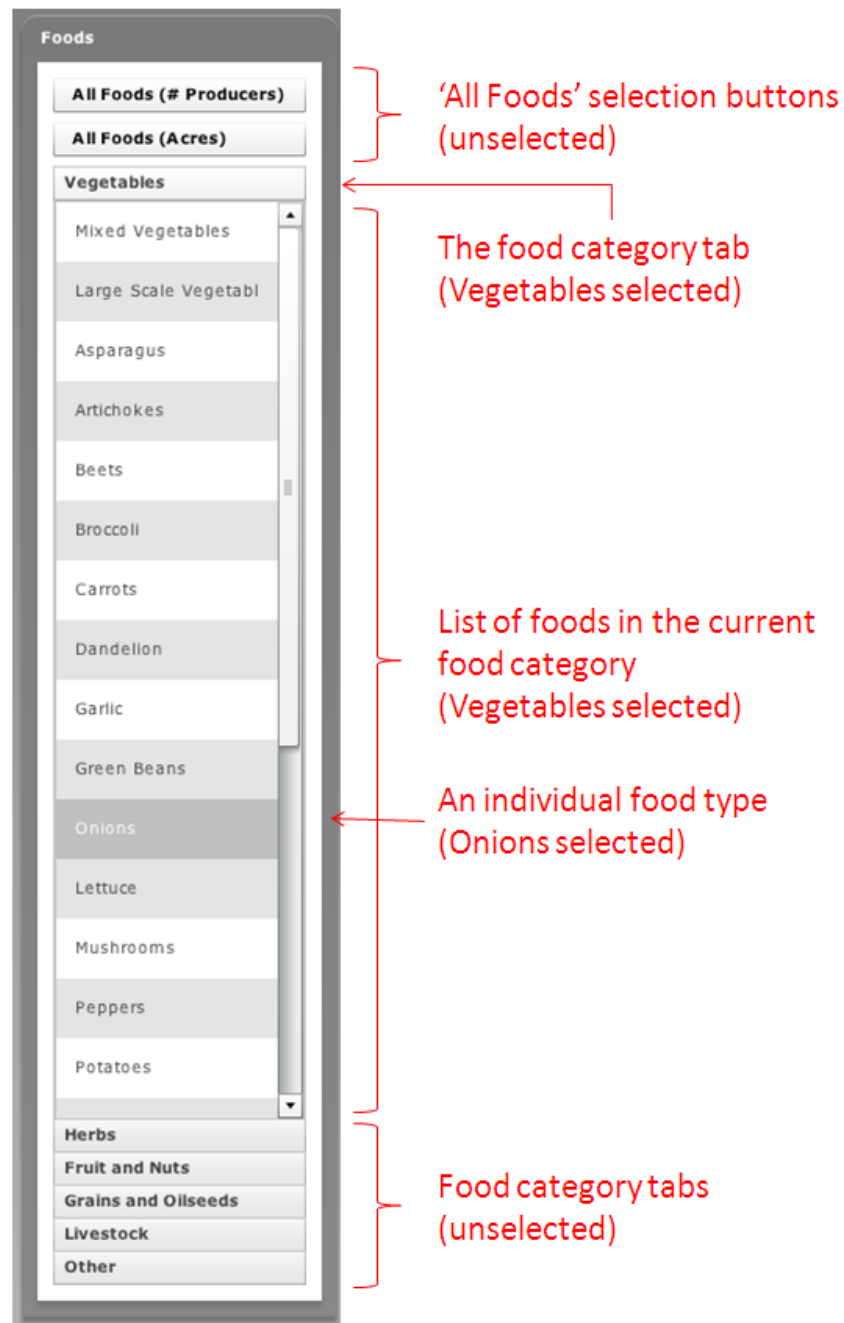 Foods
All Foods (# Producers)
All Foods (Acres)
'All Foods' selection buttons
(unselected)
Vegetables
The food category tab
(Vegetables selected)
Mixed Vegetables
Large Scale Vegetabl
Asparagus
Artichokes
Beets
Broccoli
Carrots
Dandelion
Garlic
Green Beans
Onions
Lettuce
Mushrooms
Peppers
Potatoes
List of foods in the current
food category
(Vegetables selected)
An individual food type
(Onions selected)
Herbs
Fruit and Nuts
Grains and Oilseeds
Livestock
Other
Food category tabs
(unselected)